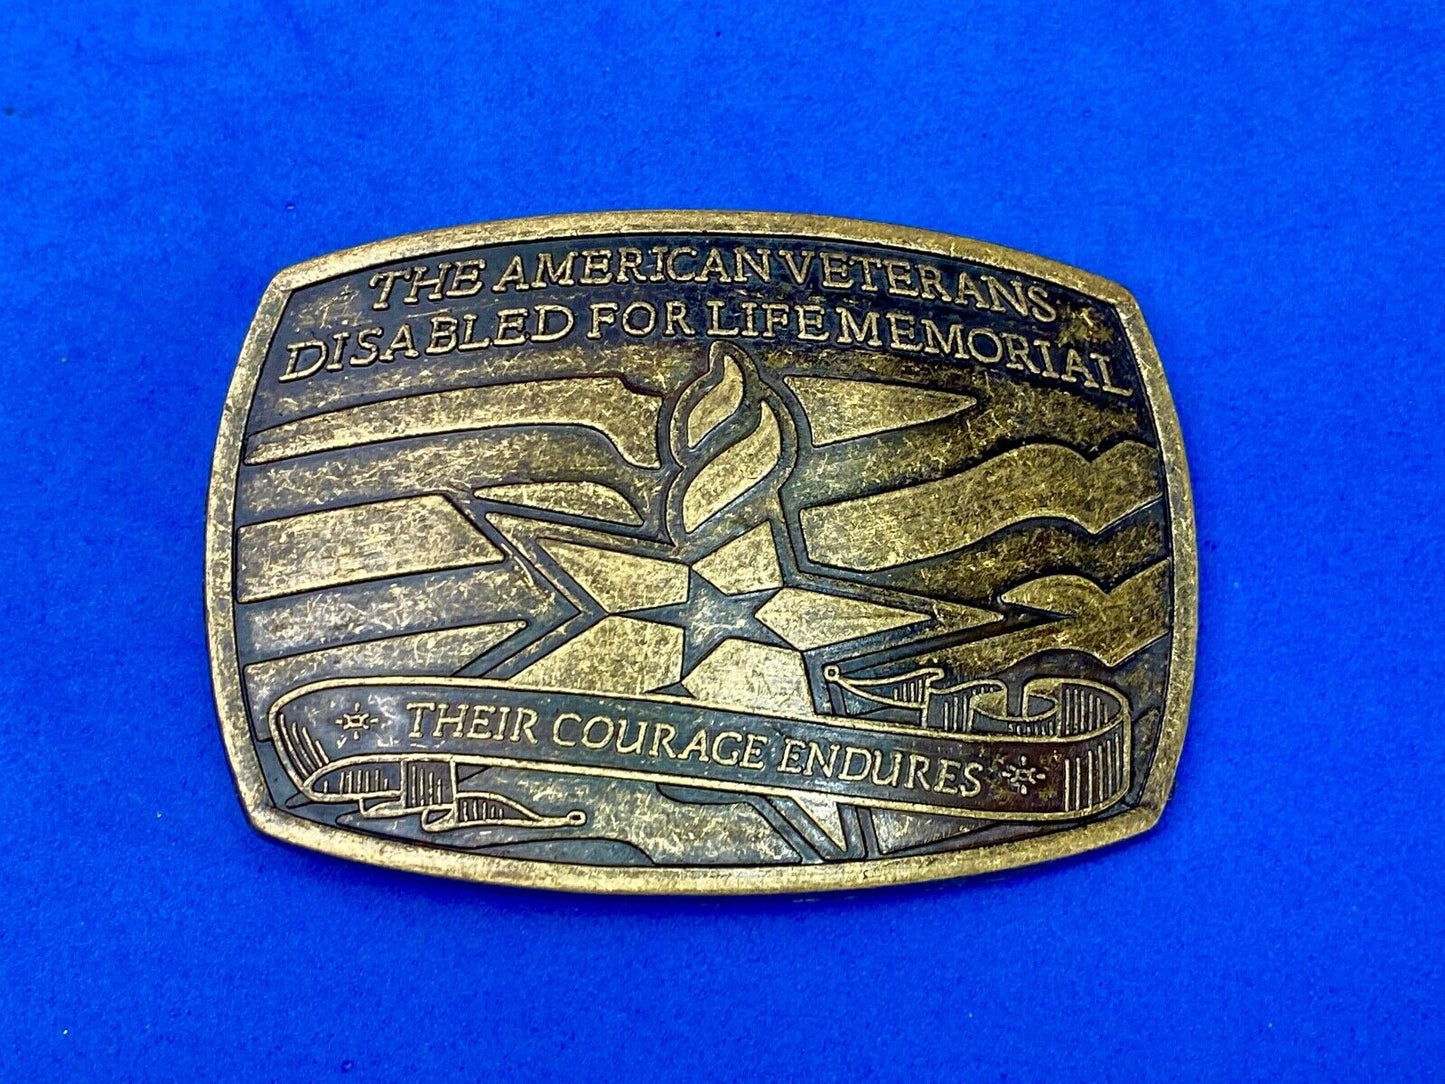 THE AMERICAN VETERANS
DISABLED FOR LIFE MEMORIAL
THEIR COURAGE ENDURES